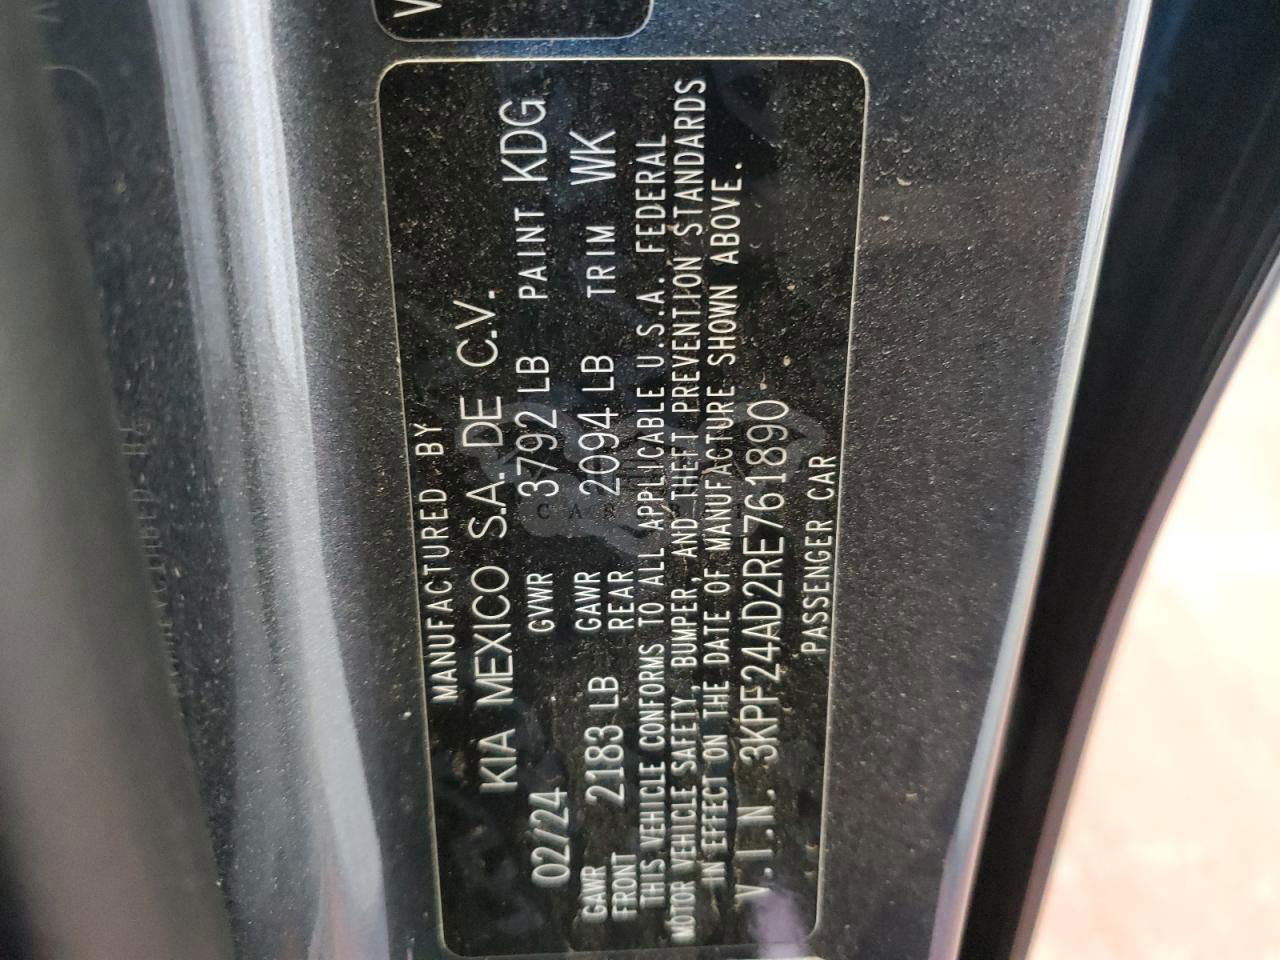 MANUFACTURED BY
KIA MEXICO S.A. DE C.V.
02/24 GVWR 3792 LB PAINT KDG
GAWR FRONT 2183 LB GAWR REAR 2094 LB TRIM WK
THIS VEHICLE CONFORMS TO ALL APPLICABLE U.S.A. FEDERAL
MOTOR VEHICLE SAFETY, BUMPER, AND THEFT PREVENTION STANDARDS
IN EFFECT ON THE DATE OF MANUFACTURE SHOWN ABOVE.
V.I.N. 3KPF24AD2RE761890
PASSENGER CAR